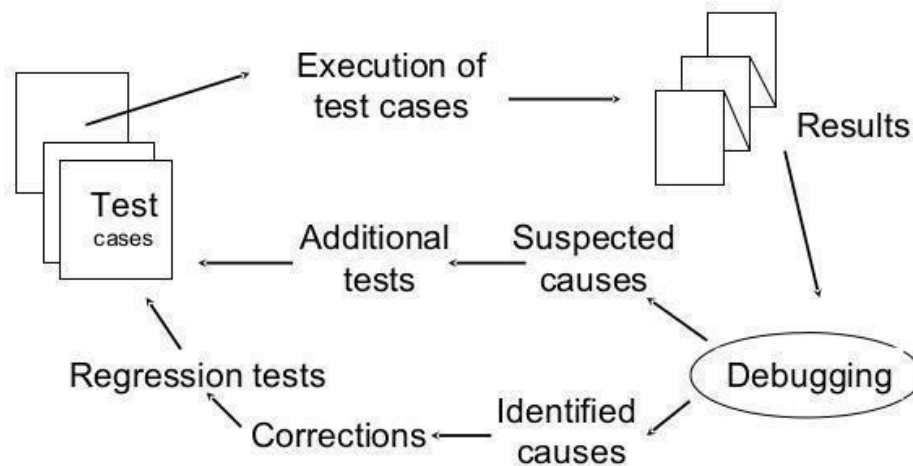 Execution of
test cases
Results
Test
cases
Additional
tests
Suspected
causes
Debugging
Regression tests
Identified
causes
Corrections